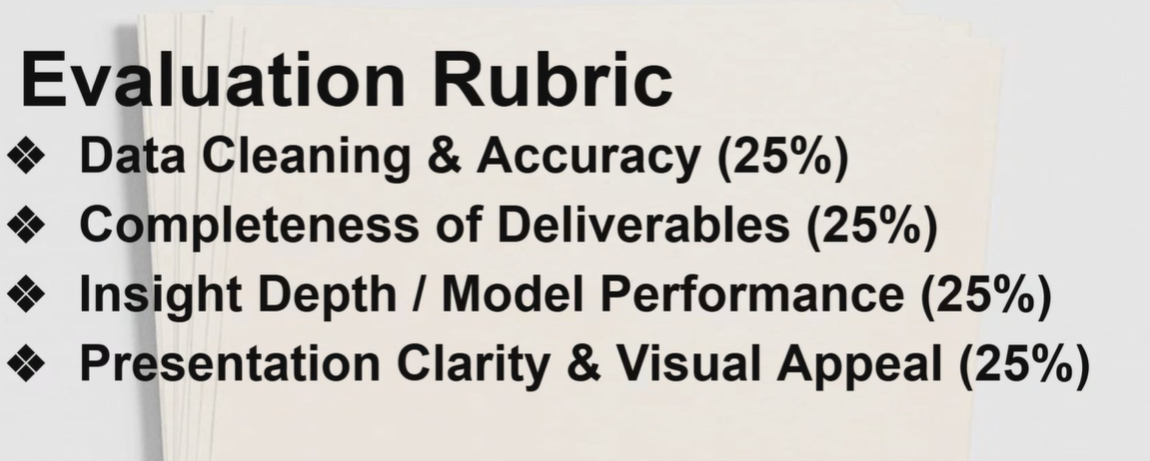 Evaluation Rubric
❖ Data Cleaning & Accuracy (25%)
❖ Completeness of Deliverables (25%)
❖ Insight Depth / Model Performance (25%)
❖ Presentation Clarity & Visual Appeal (25%)